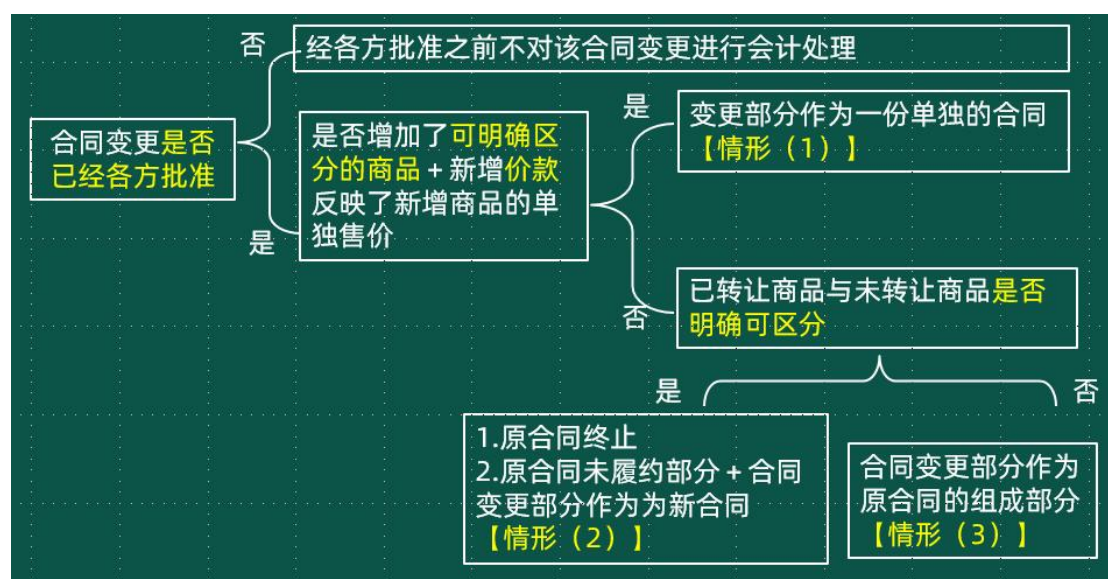 否
经各方批准之前不对该合同变更进行会计处理
合同变更是否
已经各方批准
是
是否增加了可明确区
分的商品+新增价款
反映了新增商品的单
独售价
是
变更部分作为一份单独的合同
【情形（1）】
否
已转让商品与未转让商品是否
明确可区分
是
否
1.原合同终止
2.原合同未履约部分+合同
变更部分作为为新合同
【情形（2）】
合同变更部分作为
原合同的组成部分
【情形（3）】